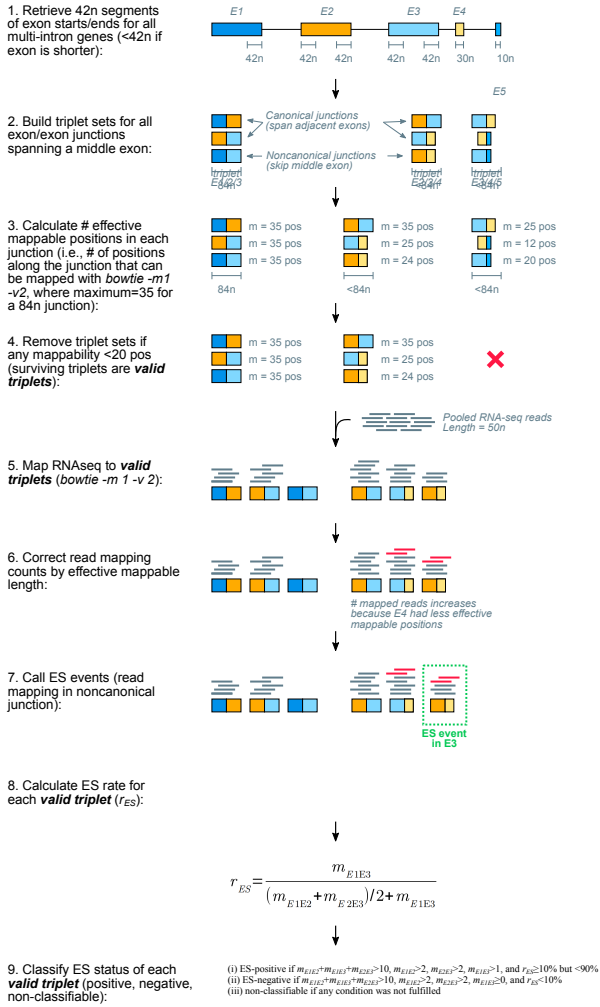 1. Retrieve 42n segments
of exon starts/ends for all
multi-intron genes (<42n if
exon is shorter):
E1 E2 E3 E4
42n 42n 42n 42n 42n 30n 10n
E5
2. Build triplet sets for all
exon/exon junctions
spanning a middle exon:
Canonical junctions
(span adjacent exons)
Noncanonical junctions
(skip middle exon)
triplet triplet triplet
E1/2/3 E2/3/4 E3/4/5
84n <84n <84n
3. Calculate # effective
mappable positions in each
junction (i.e., # of positions
along the junction that can
be mapped with bowtie -m1
-v2, where maximum=35 for
a 84n junction):
m = 35 pos m = 35 pos m = 25 pos
m = 35 pos m = 25 pos m = 12 pos
m = 35 pos m = 24 pos m = 20 pos
84n <84n <84n
4. Remove triplet sets if
any mappability <20 pos
(surviving triplets are valid
triplets):
m = 35 pos m = 35 pos
m = 35 pos m = 25 pos
m = 35 pos m = 24 pos
Pooled RNA-seq reads
Length = 50n
5. Map RNAseq to valid
triplets (bowtie -m 1 -v 2):
6. Correct read mapping
counts by effective mappable
length:
# mapped reads increases
because E4 had less effective
mappable positions
7. Call ES events (read
mapping in noncanonical
junction):
ES event
in E3
8. Calculate ES rate for
each valid triplet (rES):
rES = mE1E3 / ((mE1E2+mE2E3)/2+mE1E3)
9. Classify ES status of each
valid triplet (positive, negative,
non-classifiable):
(i) ES-positive if mE1E2+mE1E3+mE2E3>10, mE1E2>2, mE2E3>2, mE1E3>1, and rES≥10% but <90%
(ii) ES-negative if mE1E2+mE1E3+mE2E3>10, mE1E2>2, mE2E3>2, mE1E3≥0, and rES<10%
(iii) non-classifiable if any condition was not fulfilled